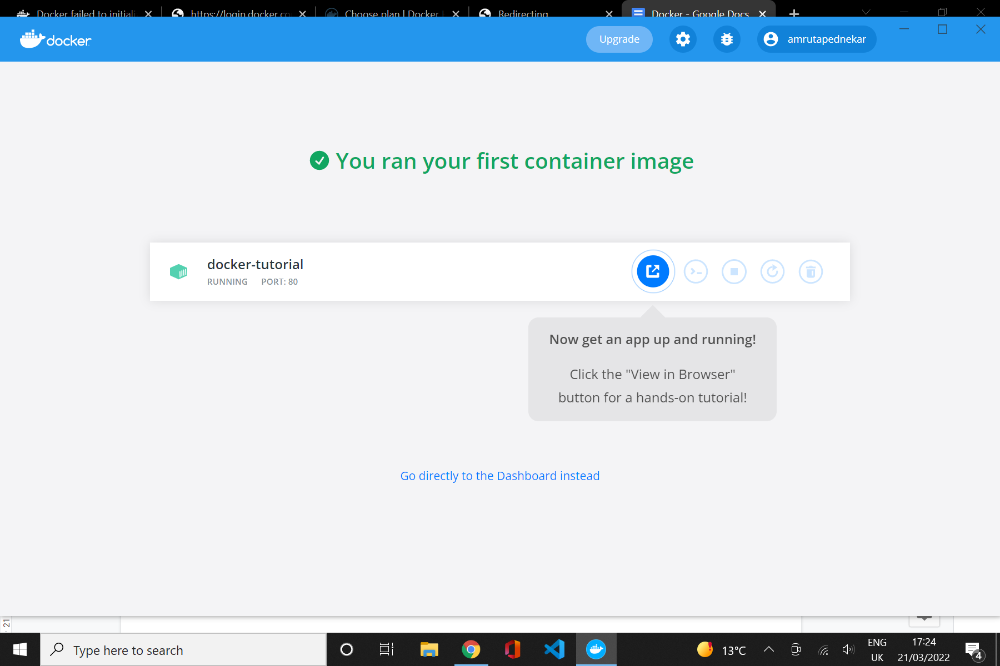 Docker failed to initiali
https://login.docker.co
Choose plan | Docker
Redirecting
Docker - Google Docs
docker
Upgrade
amrutapednekar
You ran your first container image
docker-tutorial
RUNNING PORT: 80
Now get an app up and running!
Click the "View in Browser"
button for a hands-on tutorial!
Go directly to the Dashboard instead
21
Type here to search
13°C
ENG
UK
17:24
21/03/2022
4